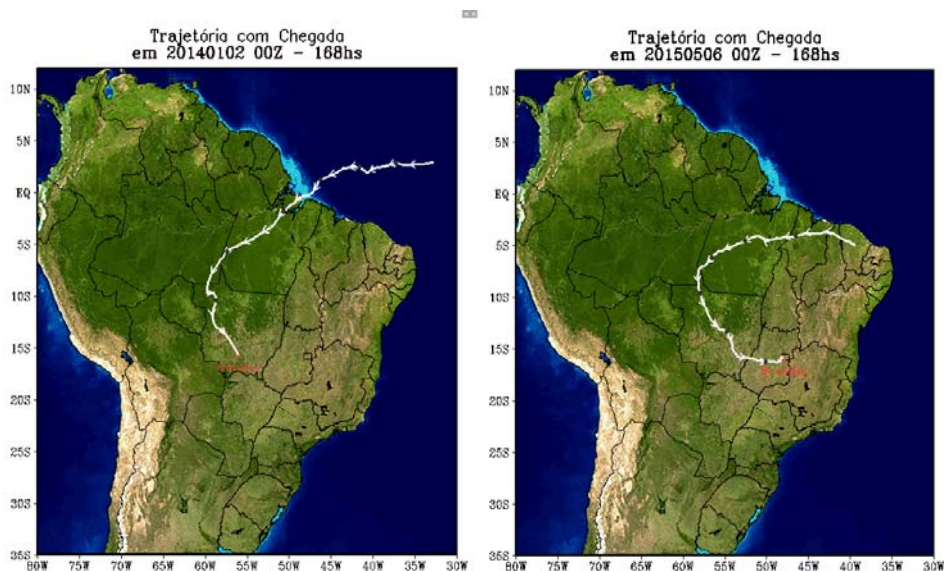 Trajetória com Chegada
em 20140102 00Z - 168hs
10N
5N
EQ
5S
10S
15S
20S
25S
30S
35S
80W 75W 70W 65W 60W 55W 50W 45W 40W 35W 30W
Trajetória com Chegada
em 20150506 00Z - 168hs
10N
5N
EQ
5S
10S
15S
20S
25S
30S
35S
80W 75W 70W 65W 60W 55W 50W 45W 40W 35W 30W